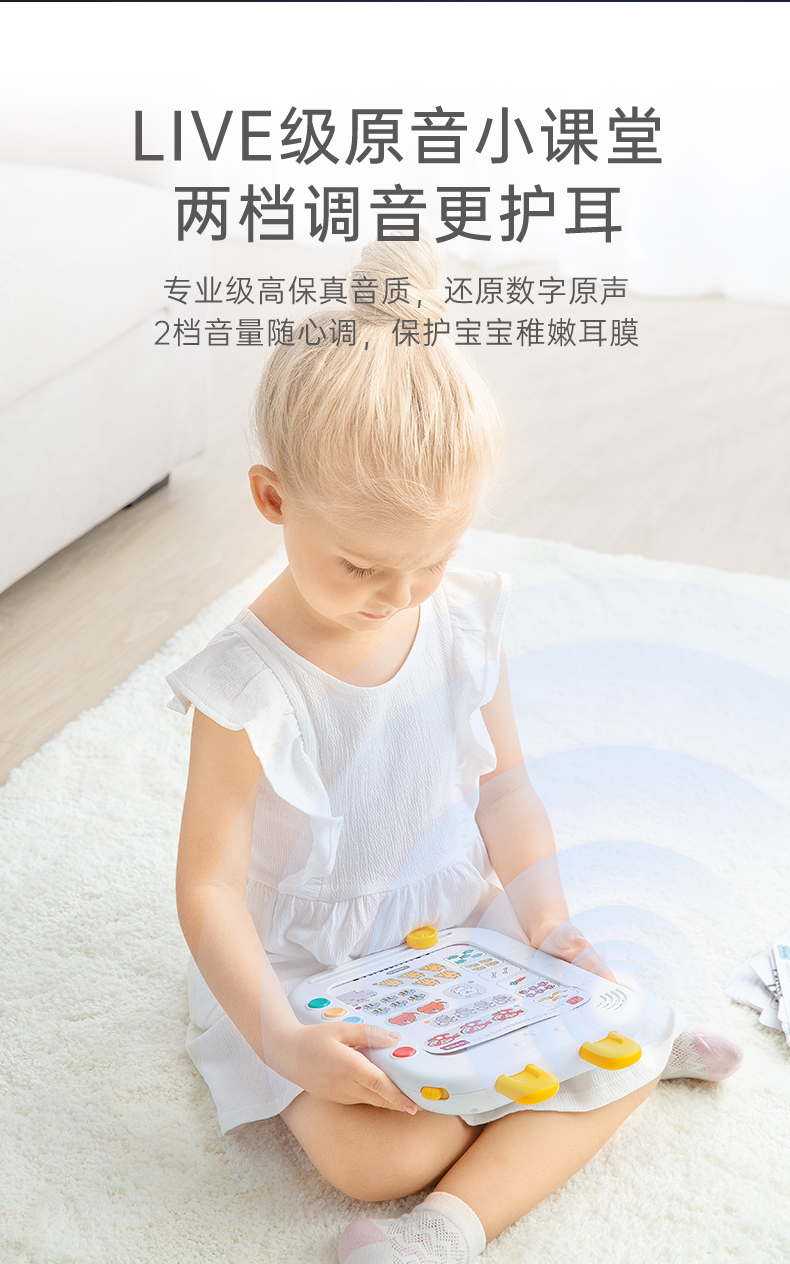 LIVE级原音小课堂
两档调音更护耳
专业级高保真音质，还原数字原声
2档音量随心调，保护宝宝稚嫩耳膜